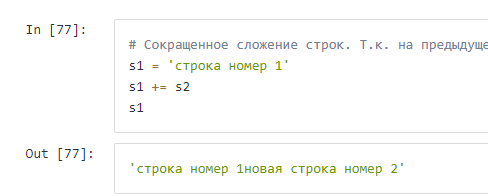 In [77]:
# Сокращенное сложение строк. Т.к. на предыдуще
s1 = 'строка номер 1'
s1 += s2
s1
Out [77]:
'строка номер 1новая строка номер 2'